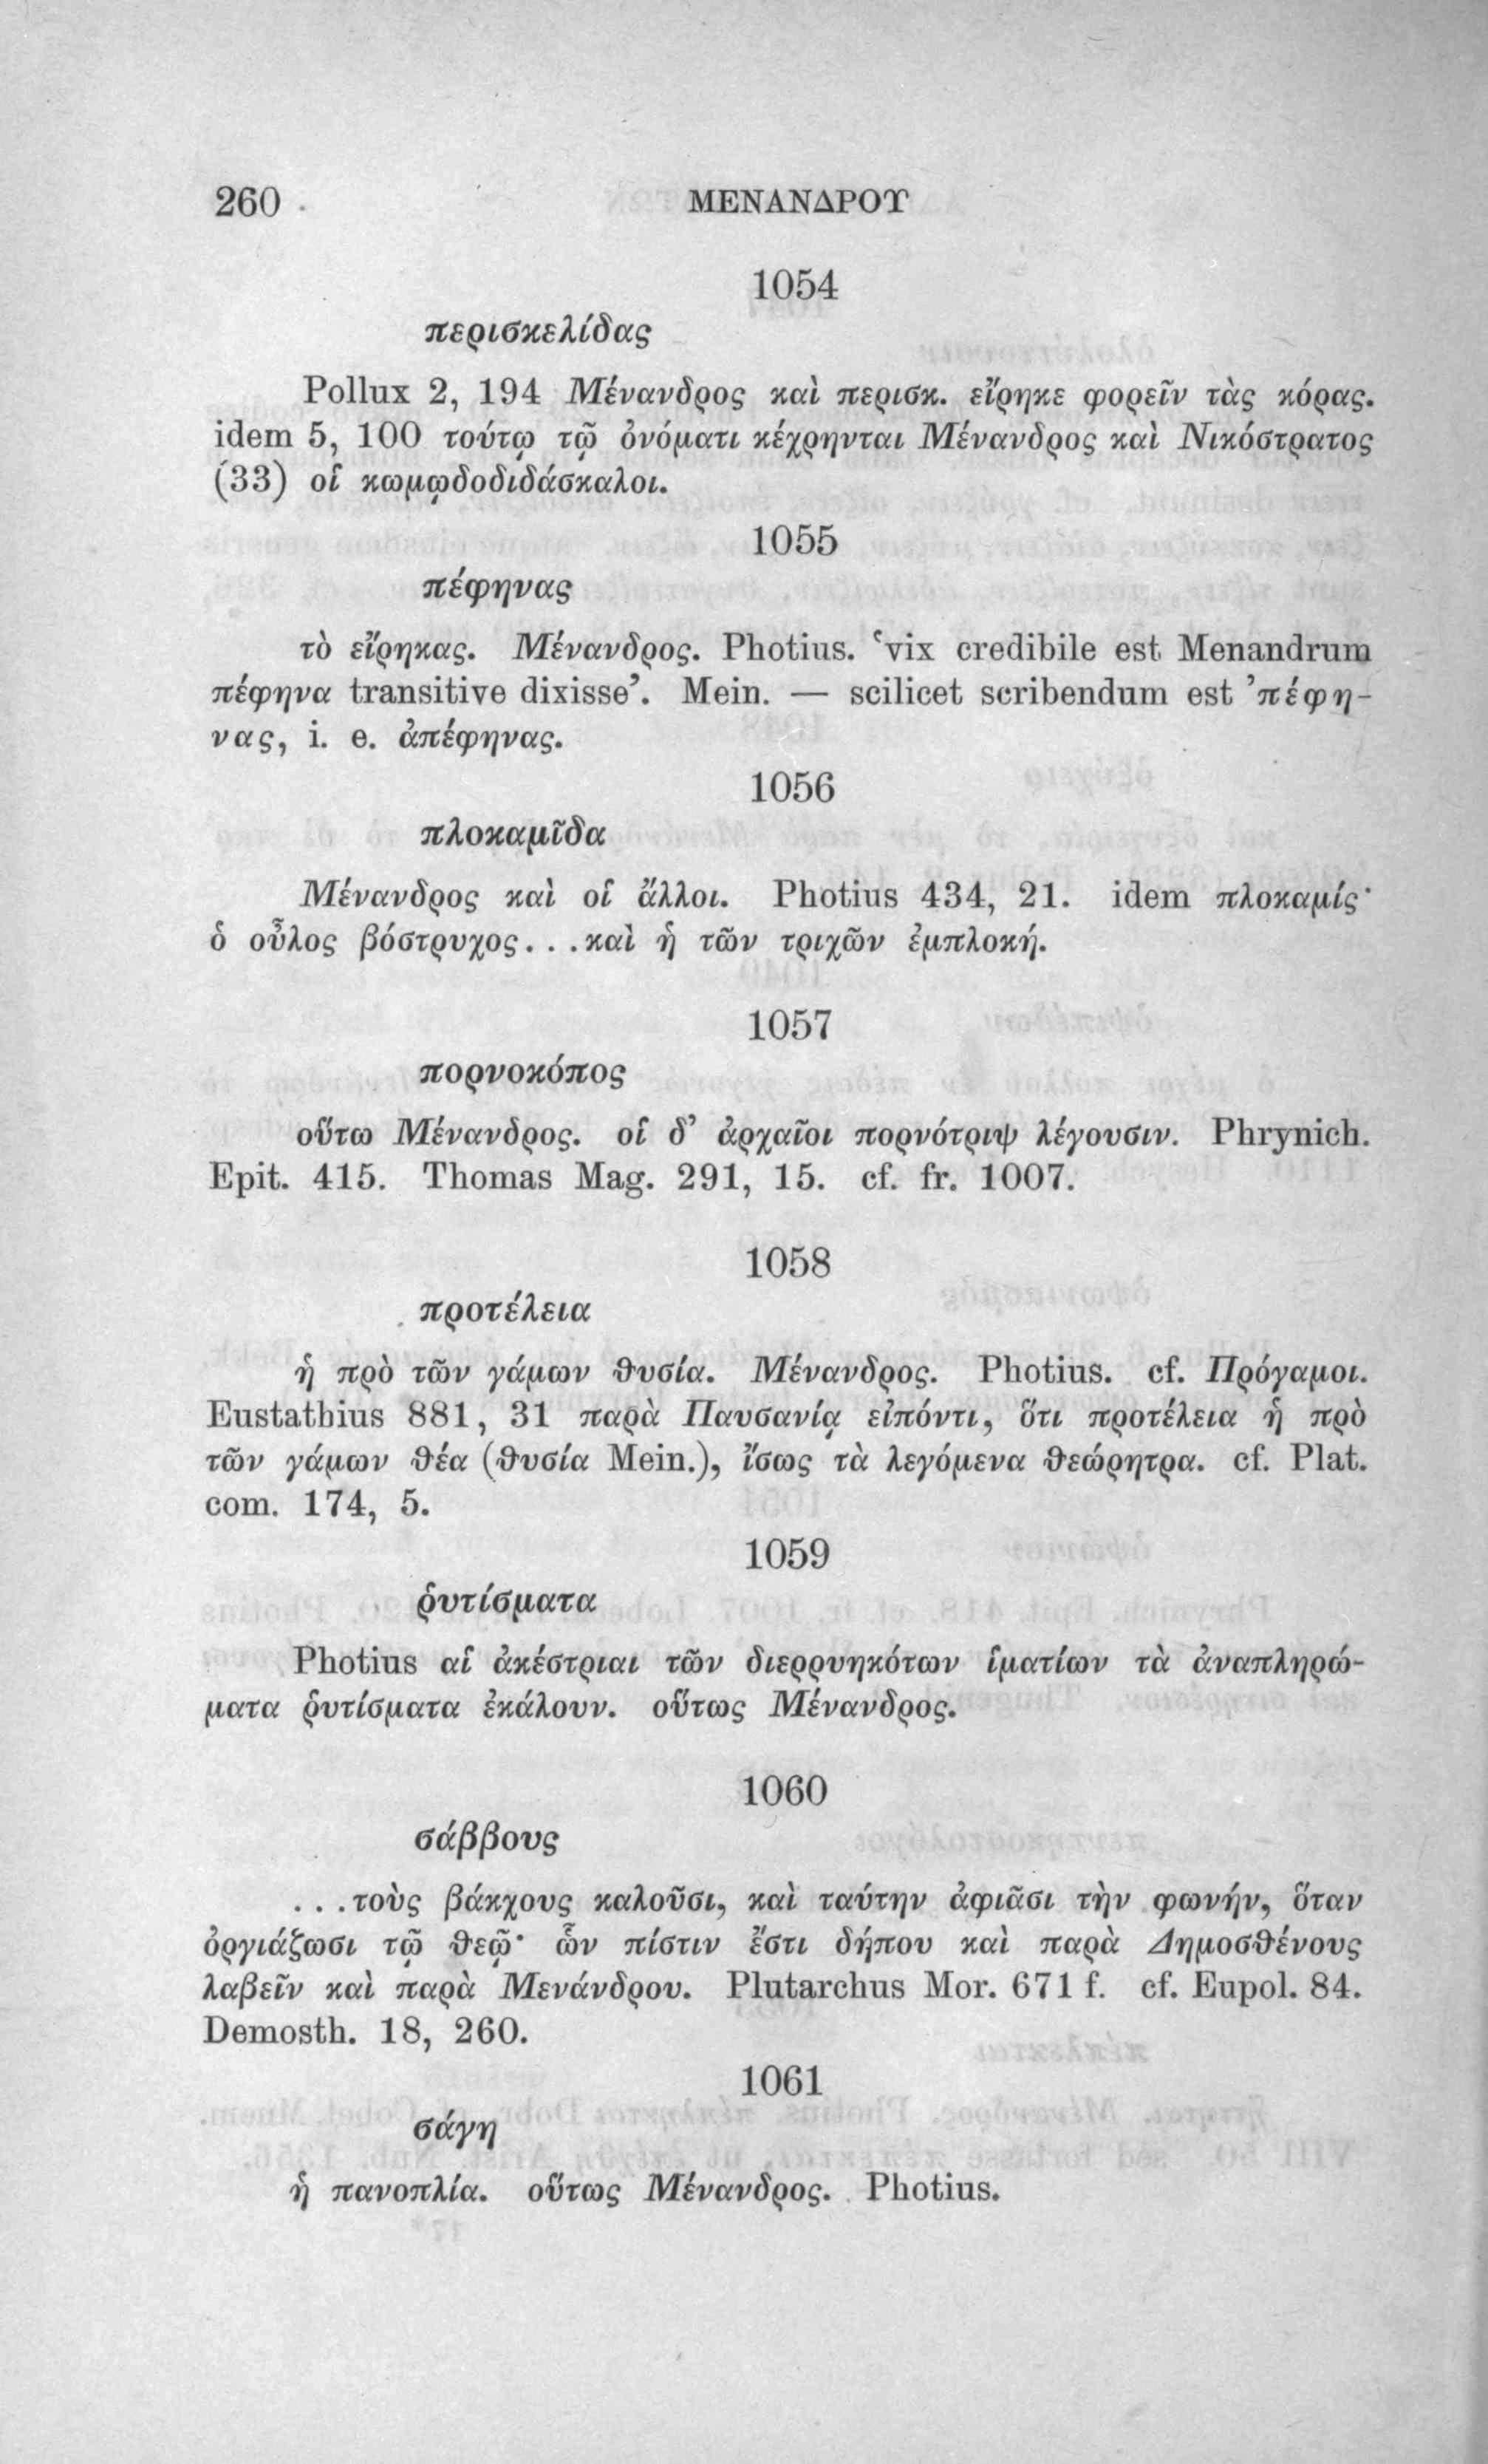 260 ΜΕΝΑΝΔΡΟΥ
1054
περισκελίδας
Pollux 2, 194 Μένανδρος καὶ περισκ. εἴρηκε φορεῖν τὰς κόρας.
idem 5, 100 τούτῳ τῷ ὀνόματι κέχρηνται Μένανδρος καὶ Νικόστρατος
(33) οἱ κωμῳδοδιδάσκαλοι.
1055
πέφηνας
τὸ εἴρηκας. Μένανδρος. Photius. ‘vix credibile est Menandrum
πέφηνα transitive dixisse’. Mein. — scilicet scribendum est ’πέφη-
νας, i. e. ἀπέφηνας.
1056
πλοκαμῖδα
Μένανδρος καὶ οἱ ἄλλοι. Photius 434, 21. idem πλοκαμίς·
ὁ οὖλος βόστρυχος...καὶ ἡ τῶν τριχῶν ἐμπλοκή.
1057
πορνοκόπος
οὕτω Μένανδρος. οἱ δ’ ἀρχαῖοι πορνότριψ λέγουσιν. Phrynich.
Epit. 415. Thomas Mag. 291, 15. cf. fr. 1007.
1058
προτέλεια
ἡ πρὸ τῶν γάμων θυσία. Μένανδρος. Photius. cf. Πρόγαμοι.
Eustathius 881, 31 παρὰ Παυσανίᾳ εἰπόντι, ὅτι προτέλεια ἡ πρὸ
τῶν γάμων θέα (θυσία Mein.), ἴσως τὰ λεγόμενα θεώρητρα. cf. Plat.
com. 174, 5.
1059
ῥυτίσματα
Photius αἱ ἀκέστριαι τῶν διερρυηκότων ἱματίων τὰ ἀναπληρώ-
ματα ῥυτίσματα ἐκάλουν. οὕτως Μένανδρος.
1060
σάββους
...τοὺς βάκχους καλοῦσι, καὶ ταύτην ἀφιᾶσι τὴν φωνήν, ὅταν
ὀργιάζωσι τῷ θεῷ· ὧν πίστιν ἔστι δήπου καὶ παρὰ Δημοσθένους
λαβεῖν καὶ παρὰ Μενάνδρου. Plutarchus Mor. 671 f. cf. Eupol. 84.
Demosth. 18, 260.
1061
σάγη
ἡ πανοπλία. οὕτως Μένανδρος. Photius.